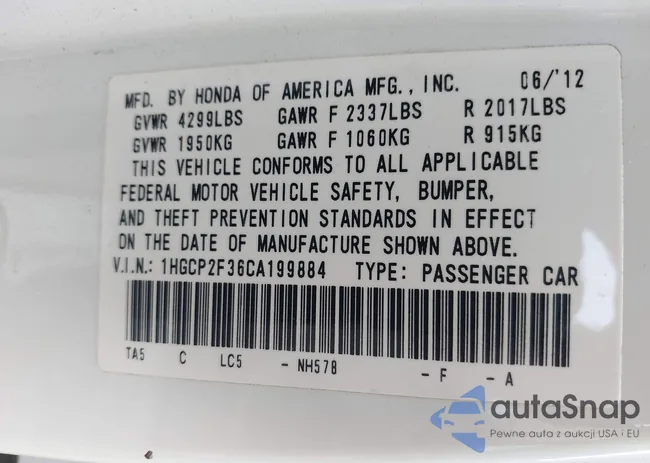 MFD. BY HONDA OF AMERICA MFG., INC. 06/'12
GVWR 4299LBS GAWR F 2337LBS R 2017LBS
GVWR 1950KG GAWR F 1060KG R 915KG
THIS VEHICLE CONFORMS TO ALL APPLICABLE
FEDERAL MOTOR VEHICLE SAFETY, BUMPER,
AND THEFT PREVENTION STANDARDS IN EFFECT
ON THE DATE OF MANUFACTURE SHOWN ABOVE.
V.I.N.: 1HGCP2F36CA199884 TYPE: PASSENGER CAR
TA5 C LC5 - NH578 - F - A
autaSnap
Pewne auta z aukcji USA i EU